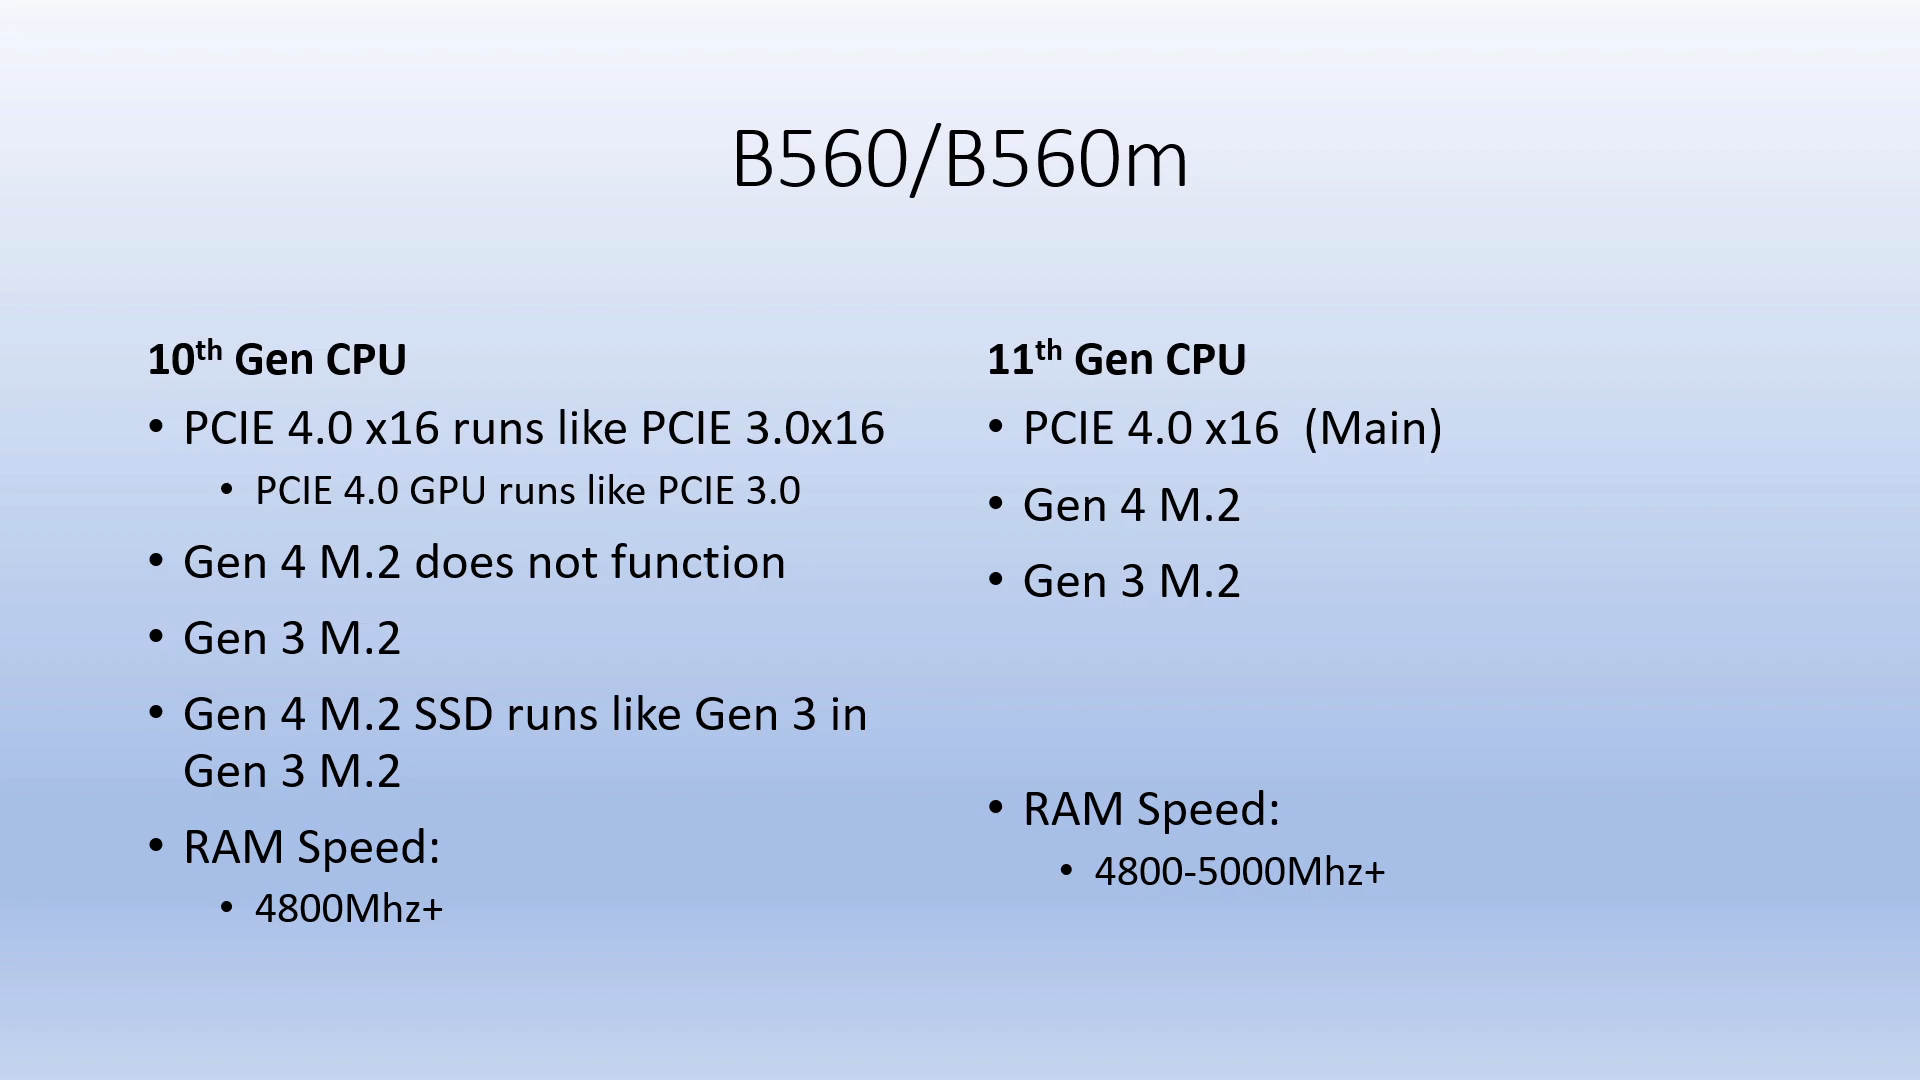 B560/B560m
10th Gen CPU
• PCIE 4.0 x16 runs like PCIE 3.0x16
• PCIE 4.0 GPU runs like PCIE 3.0
• Gen 4 M.2 does not function
• Gen 3 M.2
• Gen 4 M.2 SSD runs like Gen 3 in
Gen 3 M.2
• RAM Speed:
• 4800Mhz+
11th Gen CPU
• PCIE 4.0 x16  (Main)
• Gen 4 M.2
• Gen 3 M.2
• RAM Speed:
• 4800-5000Mhz+